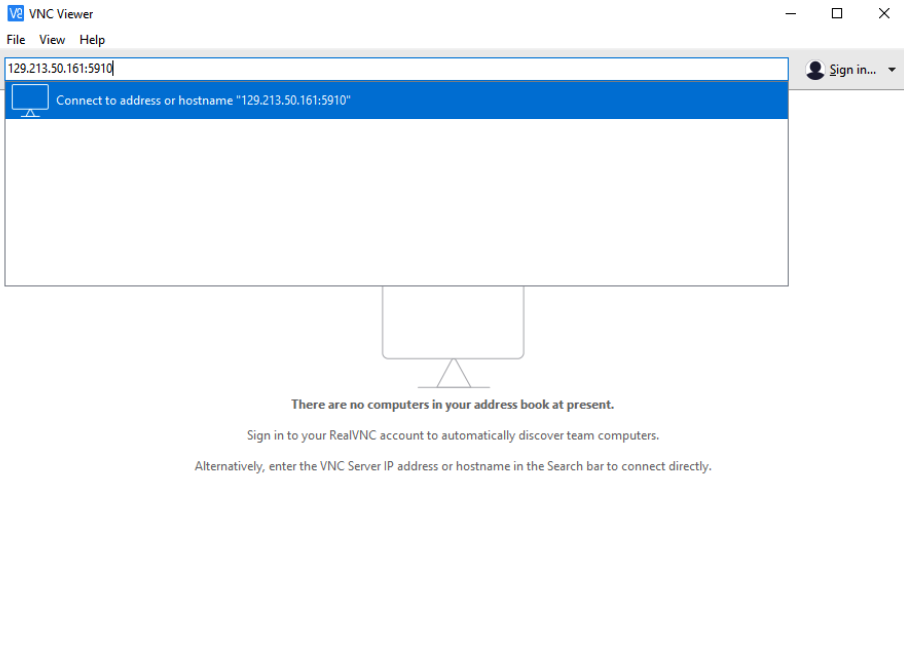 VNC Viewer
File View Help
129.213.50.161:5910
Sign in...
Connect to address or hostname "129.213.50.161:5910"
There are no computers in your address book at present.
Sign in to your RealVNC account to automatically discover team computers.
Alternatively, enter the VNC Server IP address or hostname in the Search bar to connect directly.